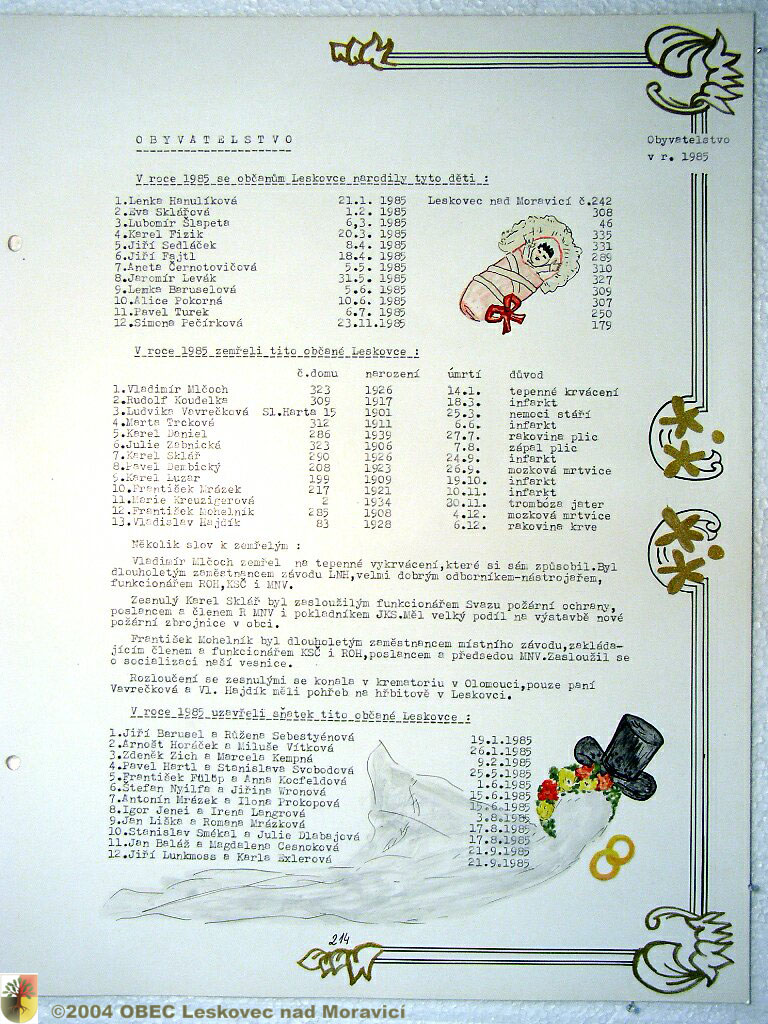 O B Y V A T E L S T V O
Obyvatelstvo
v r. 1985
V roce 1985 se občanům Leskovce narodily tyto děti :
1.Lenka Hanulíková 21.1. 1985 Leskovec nad Moravicí č.242
2.Eva Sklářová 1.2. 1985 308
3.Lubomír Šlapeta 6,3. 1985 46
4.Karel Fizik 20.3. 1985 335
5.Jiří Sedláček 8.4. 1985 331
6.Jiří Fajtl 18.4. 1985 289
7.Aneta Černotovičová 5.5. 1985 310
8.Jaromír Levák 31.5. 1985 327
9.Lenka Baruselová 5.6. 1985 309
10.Alice Pokorná 10.6. 1985 307
11.Pavel Turek 6.7. 1985 250
12.Simona Pečírková 23.11.1985 179
V roce 1985 zemřeli tito občané Leskovce :
č.domu narození úmrtí důvod
1.Vladimír Mlčoch 323 1926 14.1. tepenné krvácení
2.Rudolf Koudelka 309 1917 18.3. infarkt
3.Ludvika Vavrečková Sl.Harta 15 1901 25.3. nemoci stáří
4.Marta Trcková 312 1911 6.6. infarkt
5.Karel Daniel 286 1939 27.7. rakovina plic
6.Julie Žabnická 323 1906 7.8. zápal plic
7.Karel Sklář 290 1926 24.9. infarkt
8.Pavel Dembický 208 1923 26.9. mozková mrtvice
9.Karel Luzar 199 1909 19.10. infarkt
10.František Mrázek 217 1921 10.11. infarkt
11.Marie Kreuzigerová 2 1934 30.11. trombóza jater
12.František Mohelník 285 1908 4.12. mozková mrtvice
13.Vladislav Hajdík 83 1928 6.12. rakovina krve
Několik slov k zemřelým :
Vladimír Mlčoch zemřel na tepenné vykrvácení,které si sám způsobil.Byl
dlouholetým zaměstnancem závodu LNH,velmi dobrým odborníkem-nástrojařem,
funkcionářem ROH,KSČ i MNV.
Zesnulý Karel Sklář byl zasloužilým funkcionářem Svazu požární ochrany,
poslancem a členem R MNV i pokladníkem JKS.Měl velký podíl na výstavbě nové
požární zbrojnice v obci.
František Mohelník byl dlouholetým zaměstnancem místního závodu,zakláda-
jícím členem a funkcionářem KSČ i ROH,poslancem a předsedou MNV.Zasloužil se
o socializaci naší vesnice.
Rozloučení se zesnulými se konala v krematoriu v Olomouci,pouze paní
Vavrečková a Vl. Hajdík měli pohřeb na hřbitově v Leskovci.
V roce 1985 uzavřeli sňatek tito občané Leskovce :
1.Jiří Barusel a Růžena Sebestyénová 19.1.1985
2.Arnošt Horáček a Miluše Vítková 26.1.1985
3.Zdeněk Zich a Marcela Kempná 9.2.1985
4.Pavel Hartl a Stanislava Svobodová 25.5.1985
5.František Fülöp a Anna Kocfeldová 1.6.1985
6.Štefan Nyilfa a Jiřina Wronová 15.6.1985
7.Antonín Mrázek a Ilona Prokopová 15.6.1985
8.Igor Jenei a Irena Langrová 3.8.1985
9.Jan Liška a Romana Mrázková 17.8.1985
10.Stanislav Smékal a Julie Dlabajová 17.8.1985
11.Jan Baláž a Magdalena Cesnoková 21.9.1985
12.Jiří Lunkmoss a Karla Exlerová 21.9.1985
214
©2004 OBEC Leskovec nad Moravicí